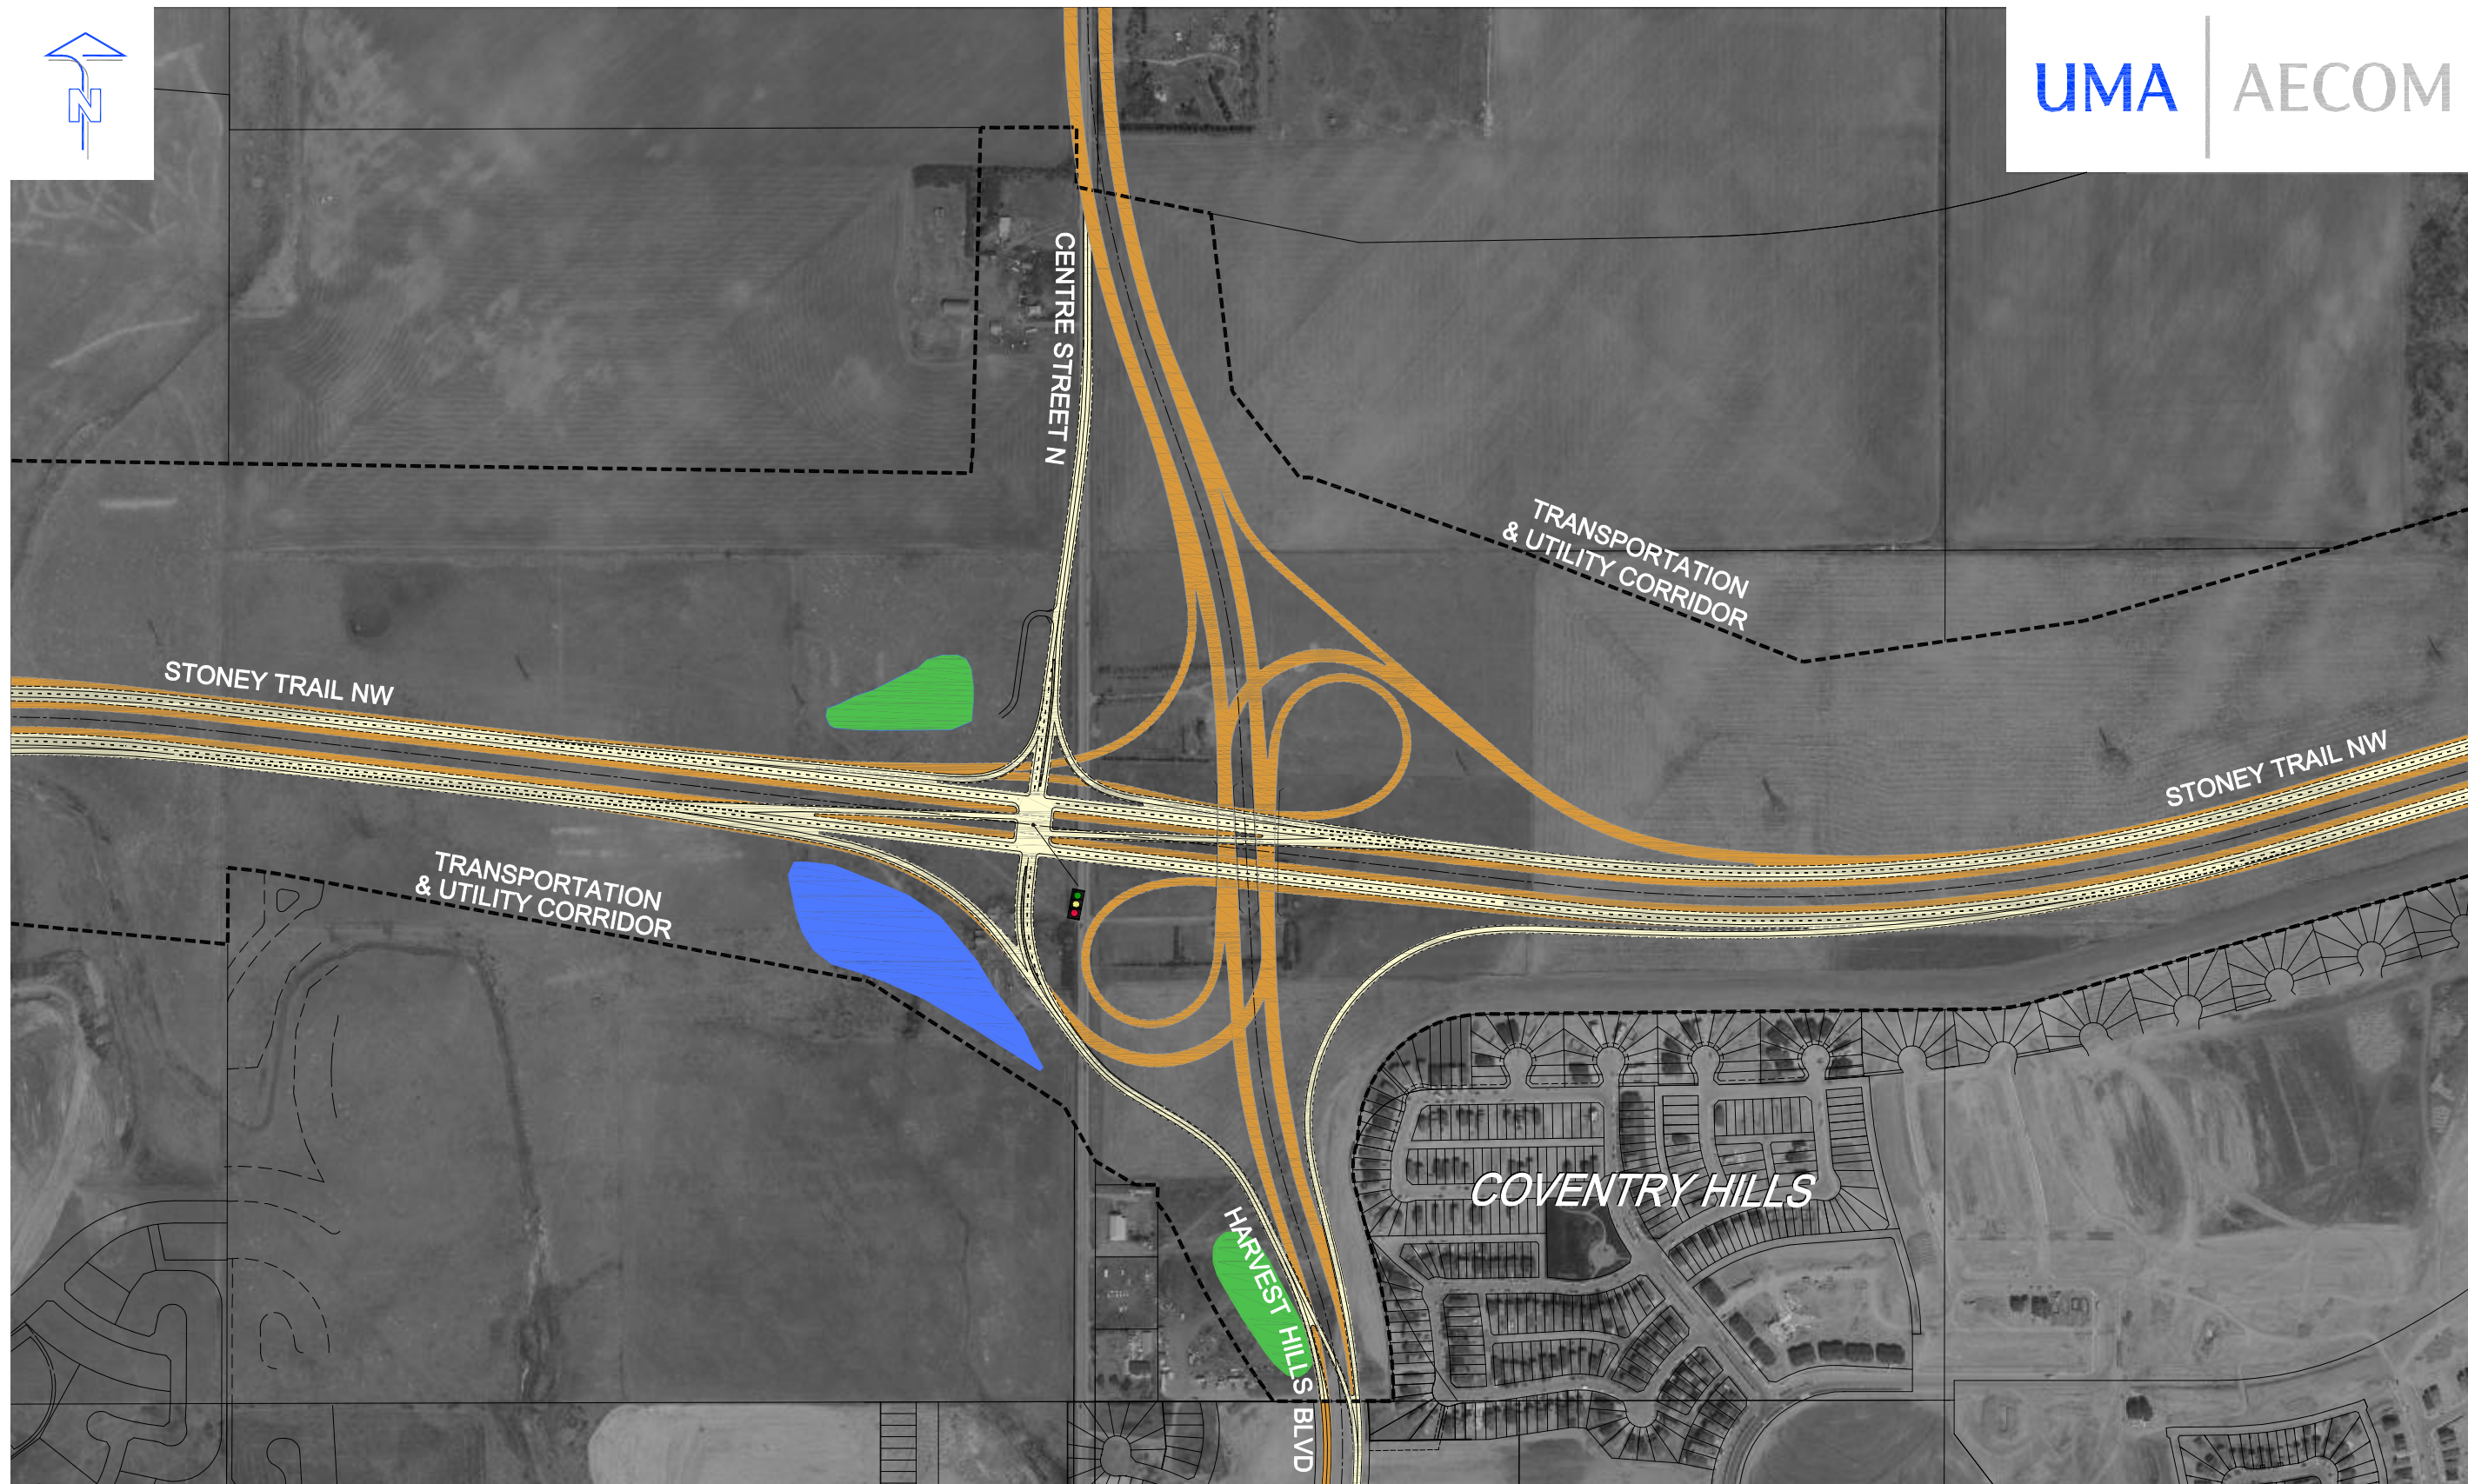 N
UMA | AECOM
CENTRE STREET N
TRANSPORTATION
& UTILITY CORRIDOR
STONEY TRAIL NW
STONEY TRAIL NW
TRANSPORTATION
& UTILITY CORRIDOR
COVENTRY HILLS
HARVEST HILLS BLVD